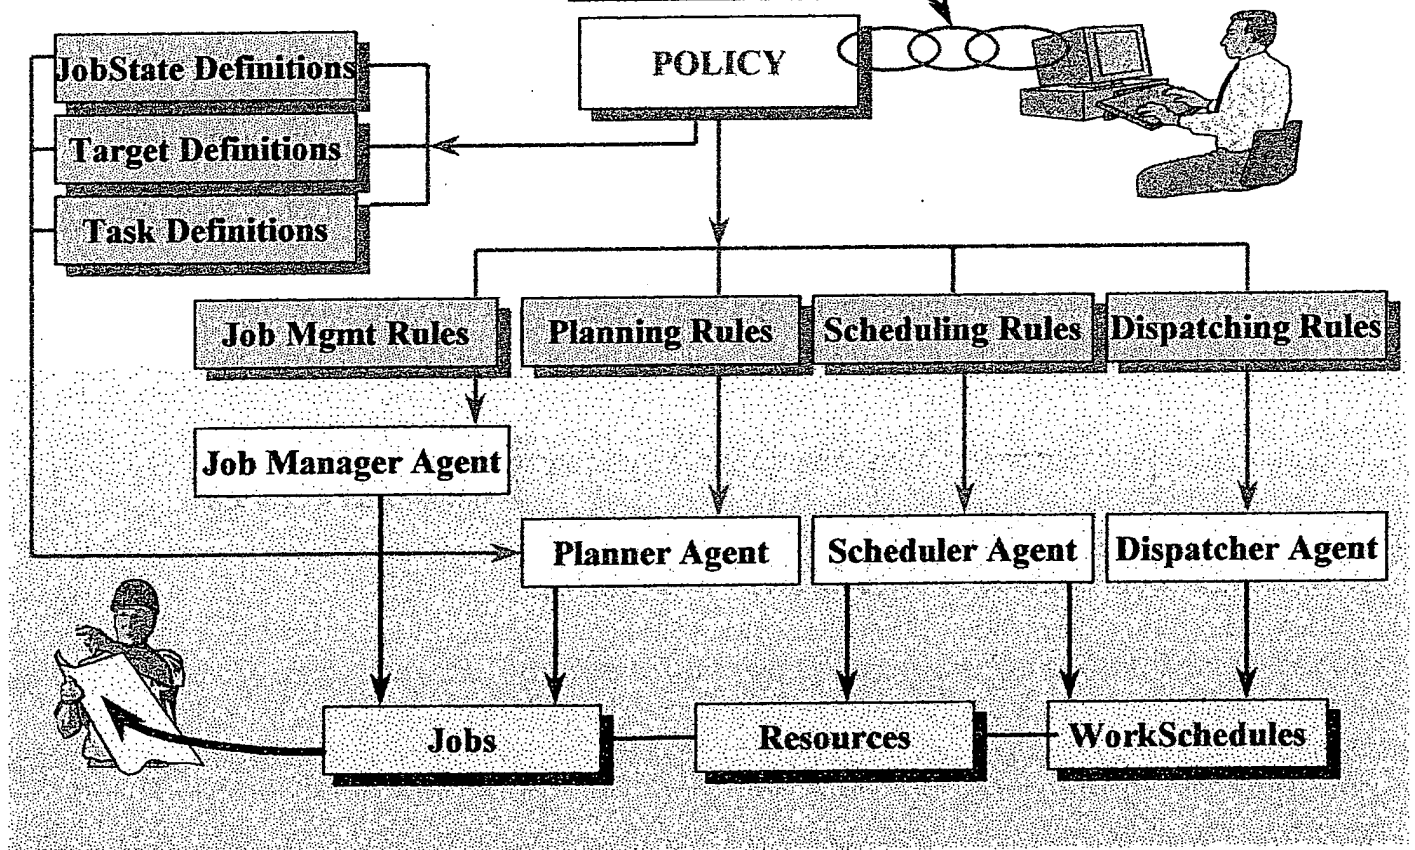 POLICY
JobState Definitions
Target Definitions
Task Definitions
Job Mgmt Rules
Planning Rules
Scheduling Rules
Dispatching Rules
Job Manager Agent
Planner Agent
Scheduler Agent
Dispatcher Agent
Jobs
Resources
WorkSchedules